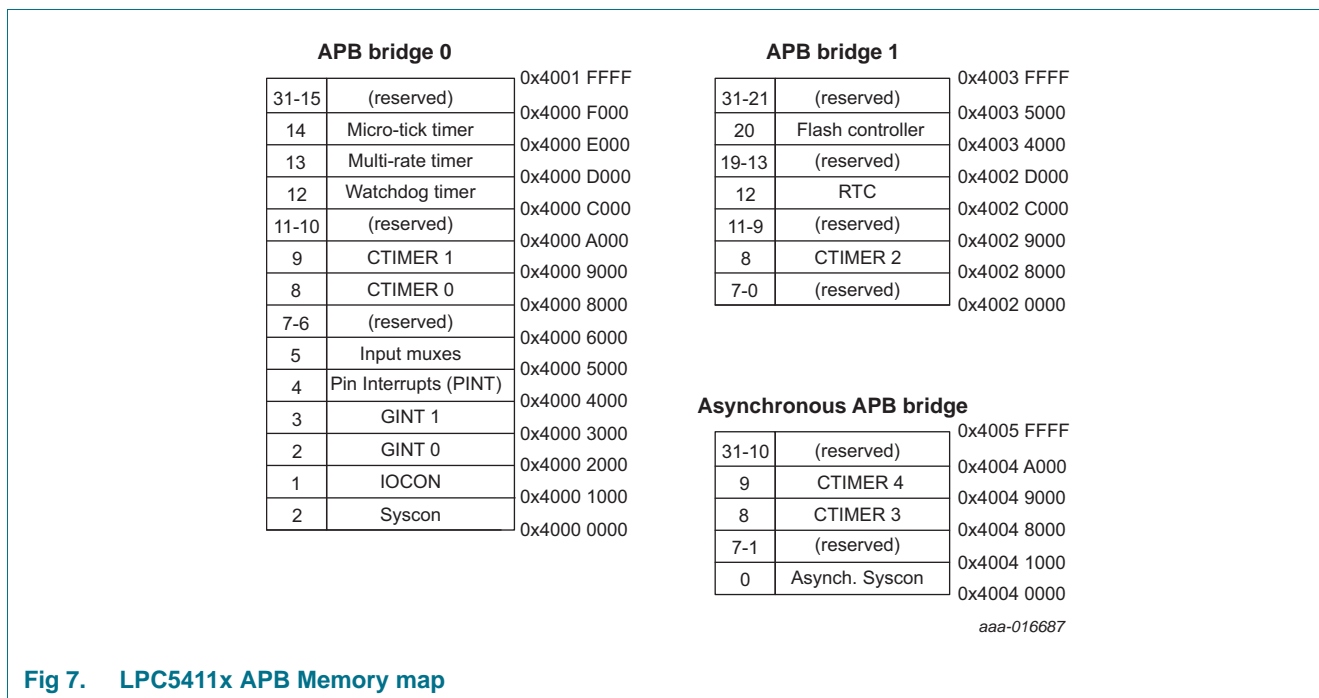 APB bridge 0
0x4001 FFFF
31-15 (reserved)
0x4000 F000
14 Micro-tick timer
0x4000 E000
13 Multi-rate timer
0x4000 D000
12 Watchdog timer
0x4000 C000
11-10 (reserved)
0x4000 A000
9 CTIMER 1
0x4000 9000
8 CTIMER 0
0x4000 8000
7-6 (reserved)
0x4000 6000
5 Input muxes
0x4000 5000
4 Pin Interrupts (PINT)
0x4000 4000
3 GINT 1
0x4000 3000
2 GINT 0
0x4000 2000
1 IOCON
0x4000 1000
2 Syscon
0x4000 0000
APB bridge 1
0x4003 FFFF
31-21 (reserved)
0x4003 5000
20 Flash controller
0x4003 4000
19-13 (reserved)
0x4002 D000
12 RTC
0x4002 C000
11-9 (reserved)
0x4002 9000
8 CTIMER 2
0x4002 8000
7-0 (reserved)
0x4002 0000
Asynchronous APB bridge
0x4005 FFFF
31-10 (reserved)
0x4004 A000
9 CTIMER 4
0x4004 9000
8 CTIMER 3
0x4004 8000
7-1 (reserved)
0x4004 1000
0 Asynch. Syscon
0x4004 0000
aaa-016687
Fig 7. LPC5411x APB Memory map